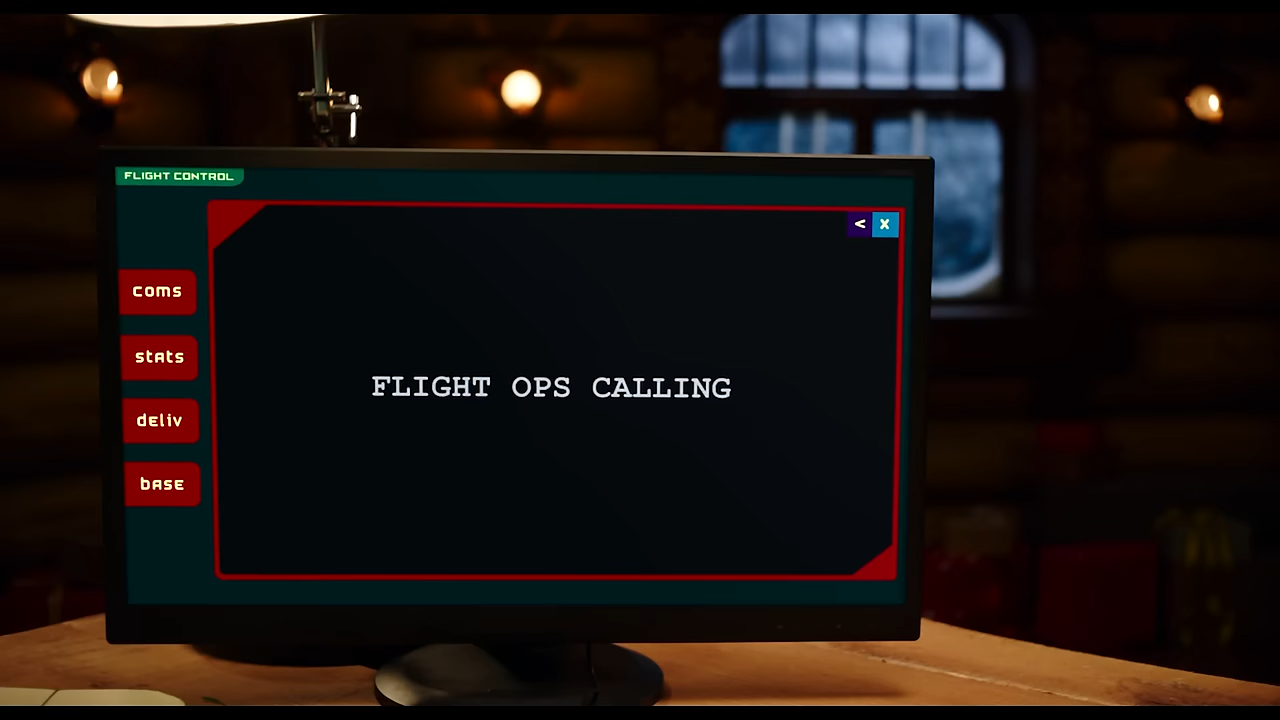 FLIGHT CONTROL
< X
coms
stats
deliv
base
FLIGHT OPS CALLING